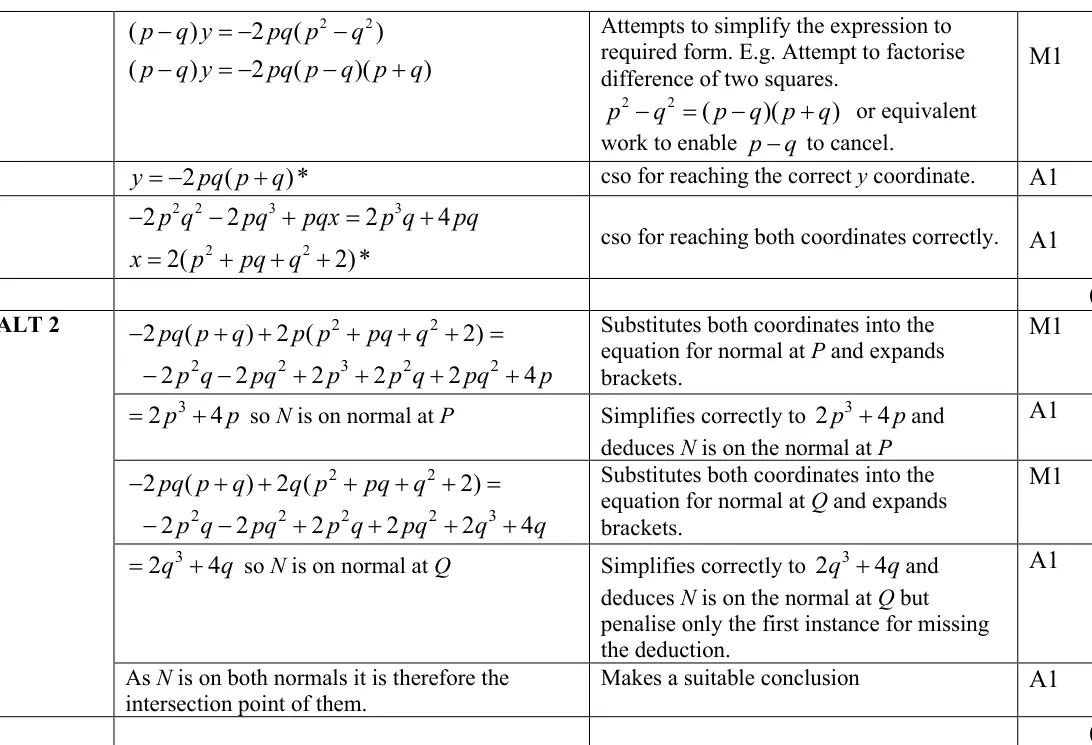 (p − q)y = −2pq(p² − q²)
(p − q)y = −2pq(p − q)(p + q)
Attempts to simplify the expression to
required form. E.g. Attempt to factorise
difference of two squares.
p² − q² = (p − q)(p + q) or equivalent
work to enable p − q to cancel.
M1
y = −2pq(p + q)*
cso for reaching the correct y coordinate.
A1
−2p²q² − 2pq³ + pqx = 2p³q + 4pq
x = 2(p² + pq + q² + 2)*
cso for reaching both coordinates correctly.
A1
(
ALT 2
−2pq(p + q) + 2p(p² + pq + q² + 2) =
−2p²q − 2pq² + 2p³ + 2p²q + 2pq² + 4p
Substitutes both coordinates into the
equation for normal at P and expands
brackets.
M1
= 2p³ + 4p so N is on normal at P
Simplifies correctly to 2p³ + 4p and
deduces N is on the normal at P
A1
−2pq(p + q) + 2q(p² + pq + q² + 2) =
−2p²q − 2pq² + 2p²q + 2pq² + 2q³ + 4q
Substitutes both coordinates into the
equation for normal at Q and expands
brackets.
M1
= 2q³ + 4q so N is on normal at Q
Simplifies correctly to 2q³ + 4q and
deduces N is on the normal at Q but
penalise only the first instance for missing
the deduction.
A1
As N is on both normals it is therefore the
intersection point of them.
Makes a suitable conclusion
A1
(